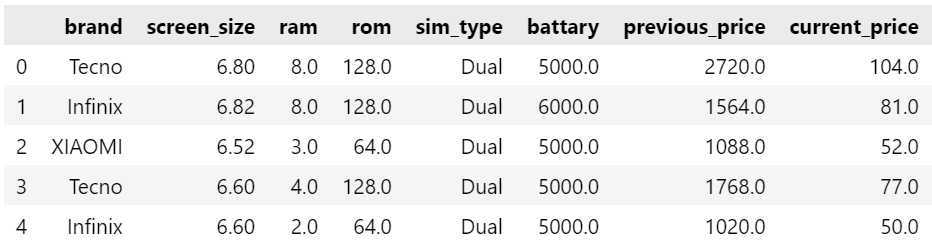 brand screen_size ram rom sim_type battary previous_price current_price
0 Tecno 6.80 8.0 128.0 Dual 5000.0 2720.0 104.0
1 Infinix 6.82 8.0 128.0 Dual 6000.0 1564.0 81.0
2 XIAOMI 6.52 3.0 64.0 Dual 5000.0 1088.0 52.0
3 Tecno 6.60 4.0 128.0 Dual 5000.0 1768.0 77.0
4 Infinix 6.60 2.0 64.0 Dual 5000.0 1020.0 50.0